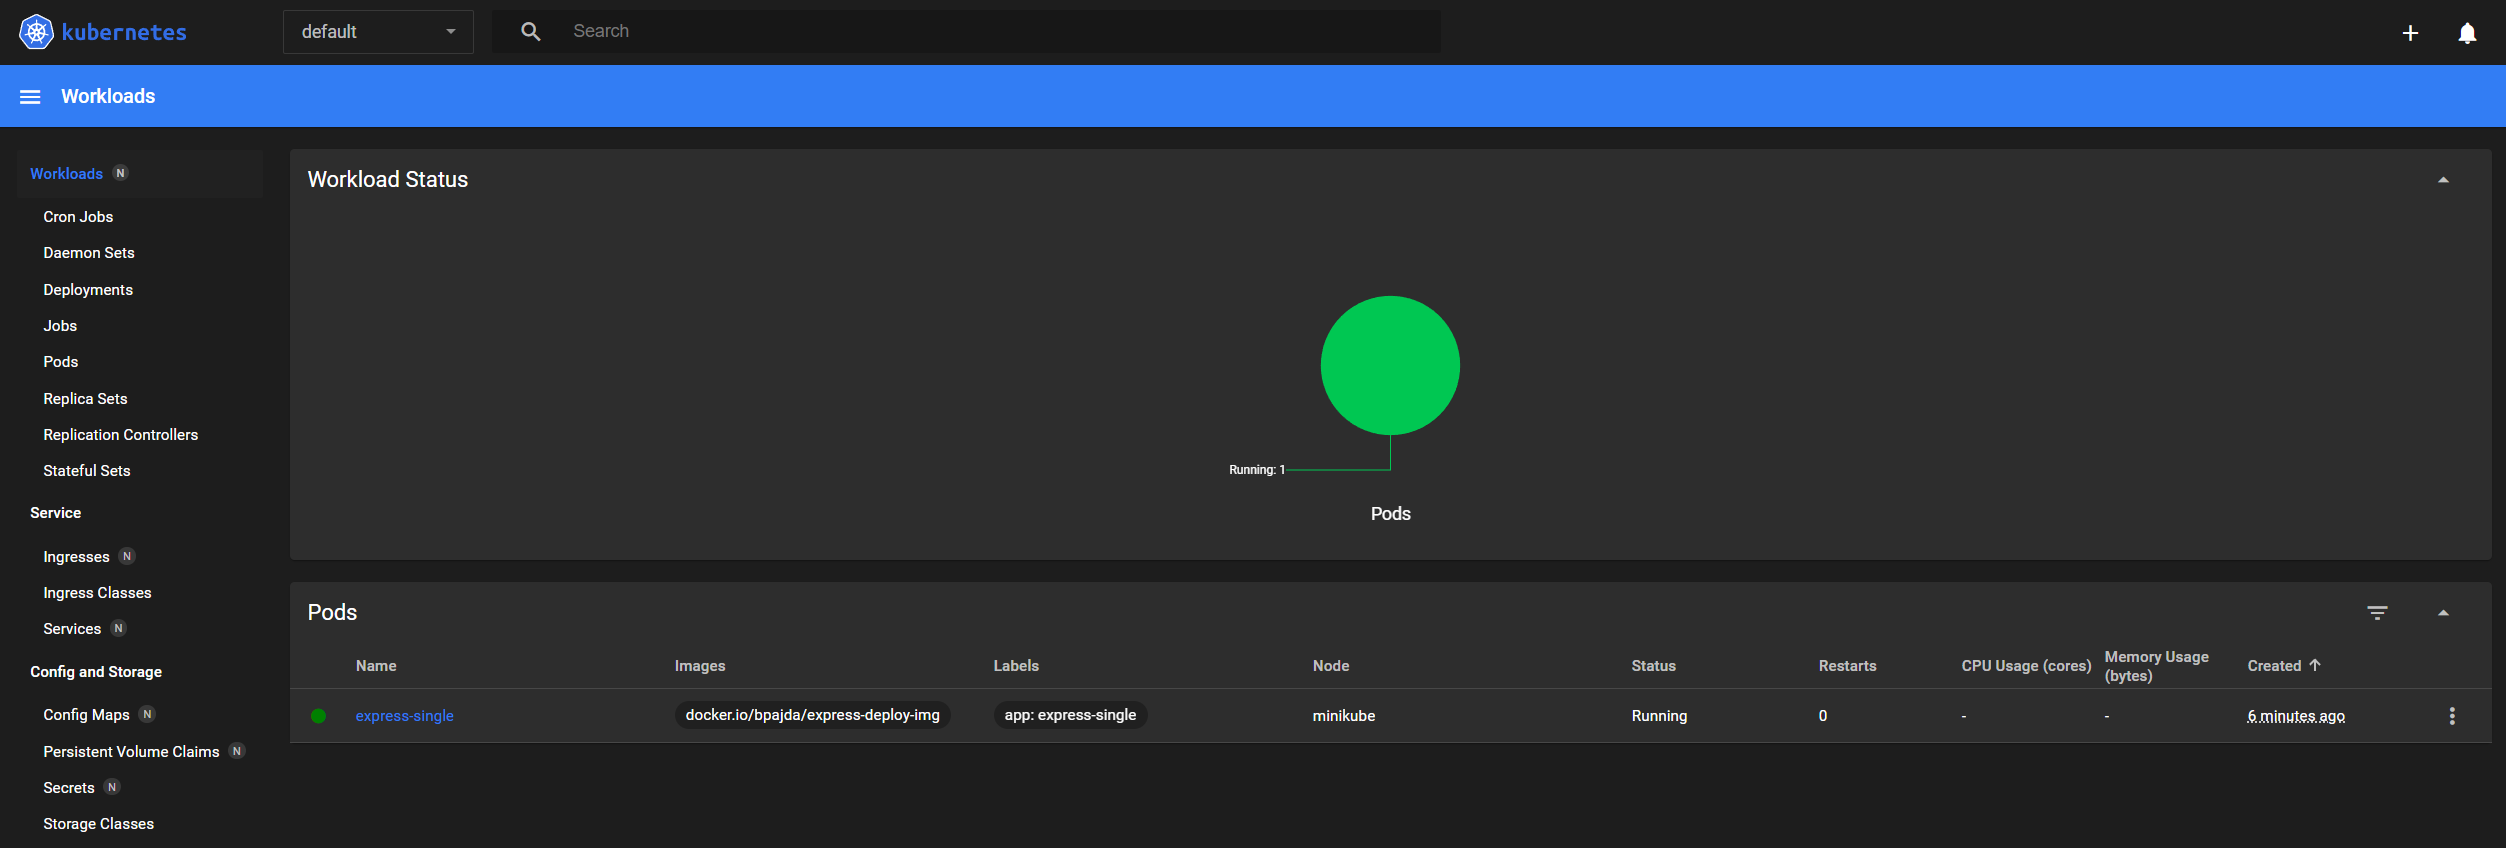 kubernetes
default
Search
Workloads
Workloads N
Cron Jobs
Daemon Sets
Deployments
Jobs
Pods
Replica Sets
Replication Controllers
Stateful Sets
Service
Ingresses N
Ingress Classes
Services N
Config and Storage
Config Maps N
Persistent Volume Claims N
Secrets N
Storage Classes
Workload Status
Running: 1
Pods
Pods
Name Images Labels Node Status Restarts CPU Usage (cores) Memory Usage (bytes) Created
express-single docker.io/bpajda/express-deploy-img app: express-single minikube Running 0 - - 6 minutes ago